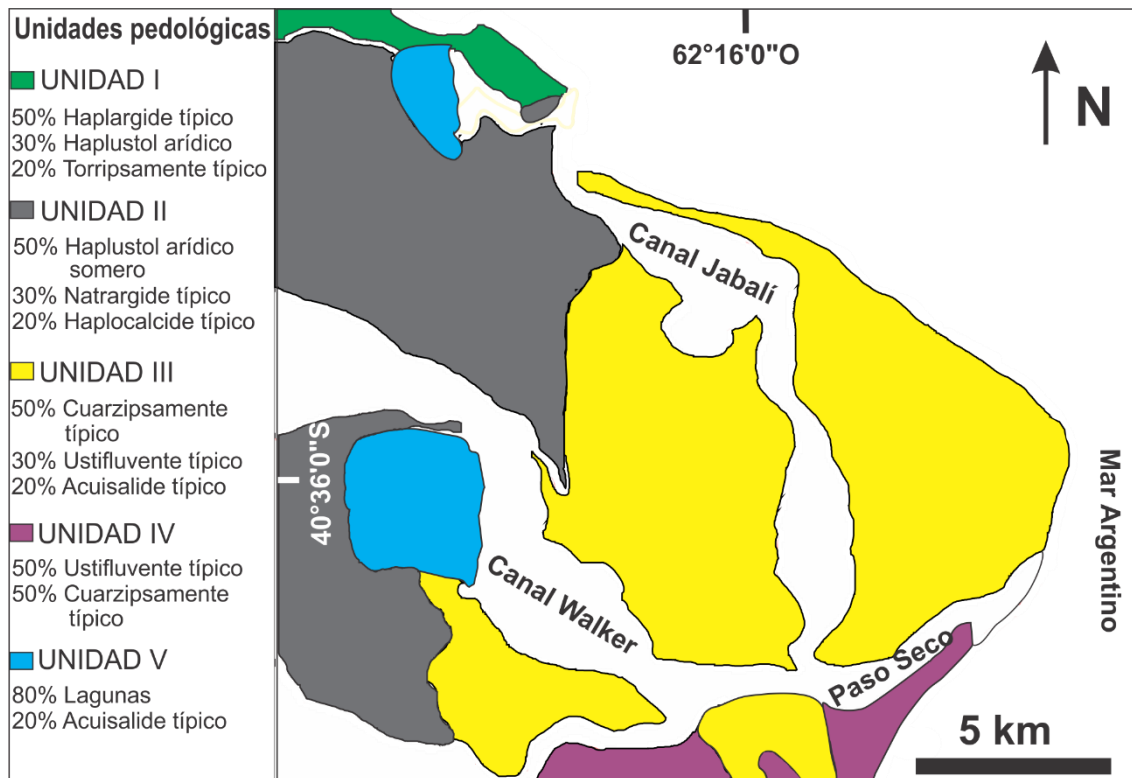 Unidades pedológicas
UNIDAD I
50% Haplargide típico
30% Haplustol arídico
20% Torripsamente típico
UNIDAD II
50% Haplustol arídico
somero
30% Natrargide típico
20% Haplocalcide típico
UNIDAD III
50% Cuarzipsamente
típico
30% Ustifluvente típico
20% Acuisalide típico
UNIDAD IV
50% Ustifluvente típico
50% Cuarzipsamente
típico
UNIDAD V
80% Lagunas
20% Acuisalide típico
62°16'0"O
N
Canal Jabalí
40°36'0"S
Canal Walker
Mar Argentino
Paso Seco
5 km